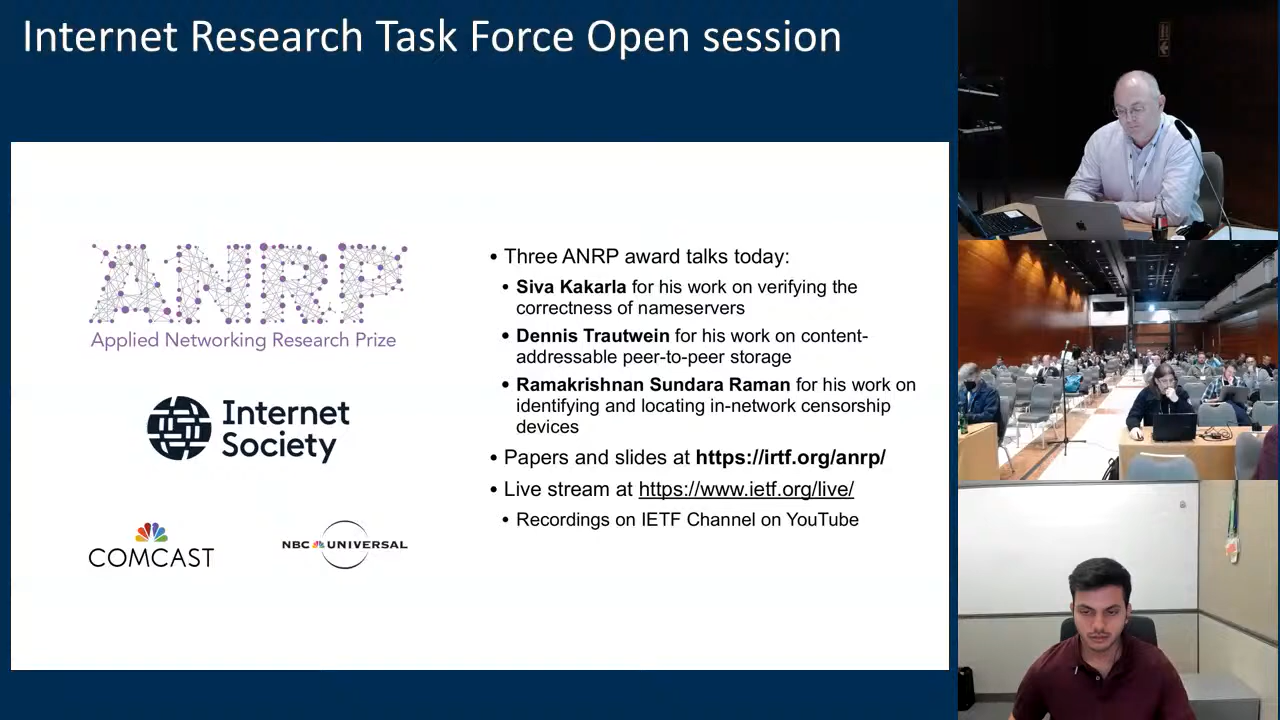 Internet Research Task Force Open session
ANRP
Applied Networking Research Prize
Internet
Society
COMCAST
NBC UNIVERSAL
• Three ANRP award talks today:
• Siva Kakarla for his work on verifying the
correctness of nameservers
• Dennis Trautwein for his work on content-
addressable peer-to-peer storage
• Ramakrishnan Sundara Raman for his work on
identifying and locating in-network censorship
devices
• Papers and slides at https://irtf.org/anrp/
• Live stream at https://www.ietf.org/live/
• Recordings on IETF Channel on YouTube